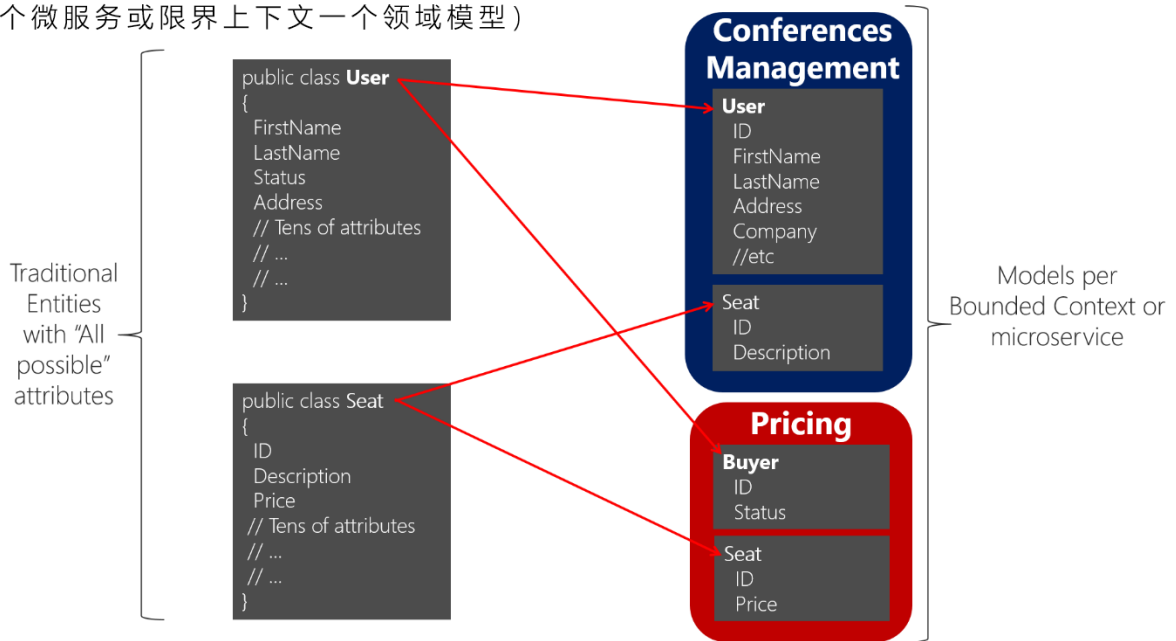 个微服务或限界上下文一个领域模型)
Traditional
Entities
with “All
possible”
attributes
public class User
{
FirstName
LastName
Status
Address
// Tens of attributes
// ...
// ...
}
public class Seat
{
ID
Description
Price
// Tens of attributes
// ...
// ...
}
Conferences
Management
User
ID
FirstName
LastName
Address
Company
//etc
Seat
ID
Description
Pricing
Buyer
ID
Status
Seat
ID
Price
Models per
Bounded Context or
microservice